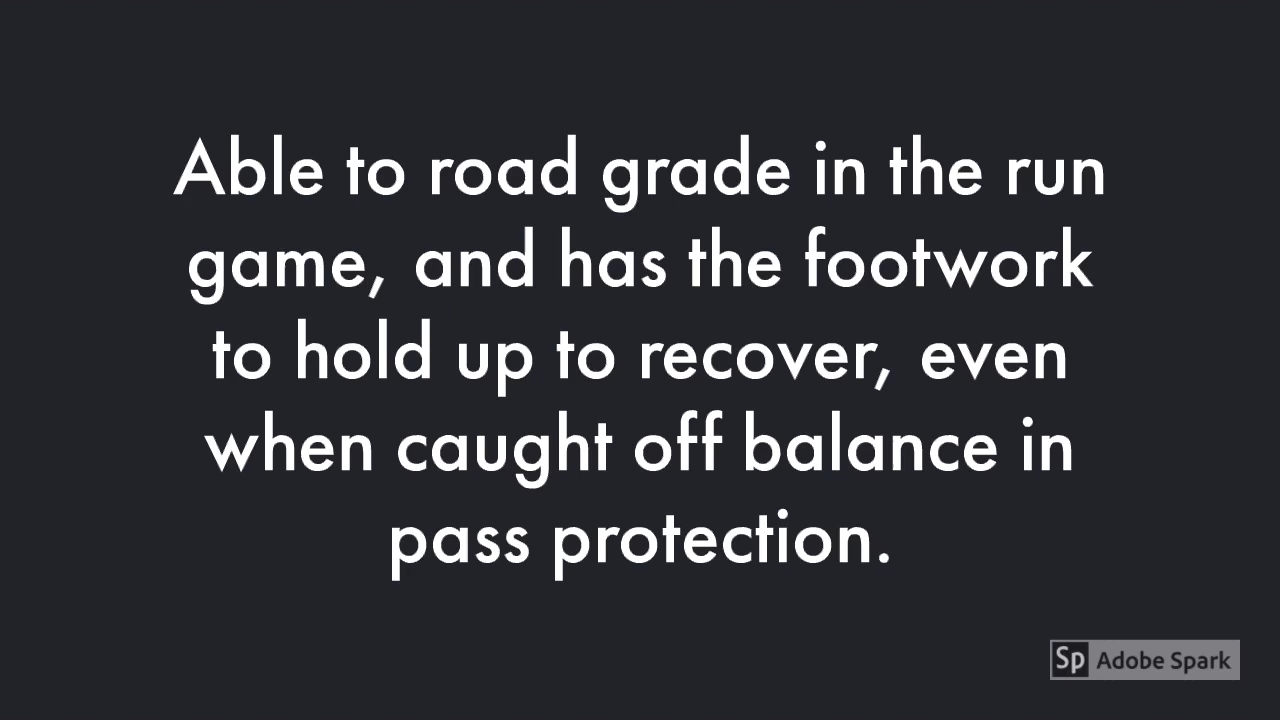 Able to road grade in the run
game, and has the footwork
to hold up to recover, even
when caught off balance in
pass protection.
Sp Adobe Spark